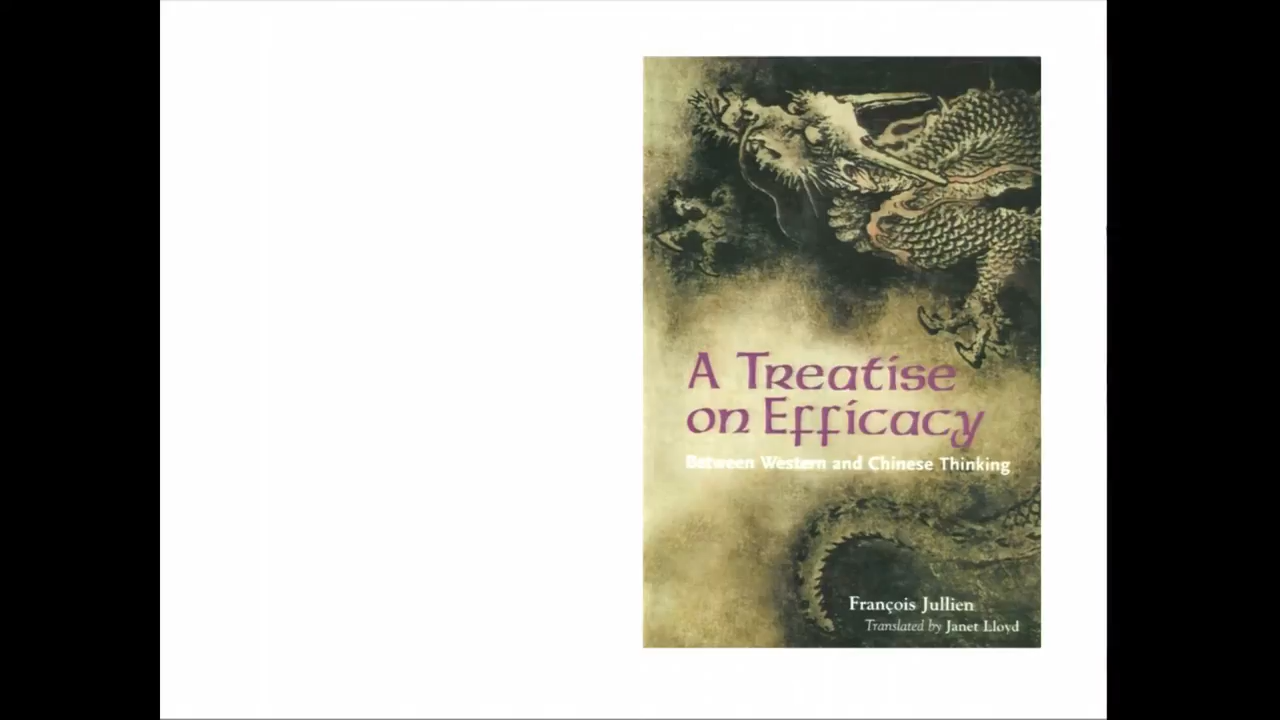 A Treatise
on Efficacy
Between Western and Chinese Thinking
François Jullien
Translated by Janet Lloyd